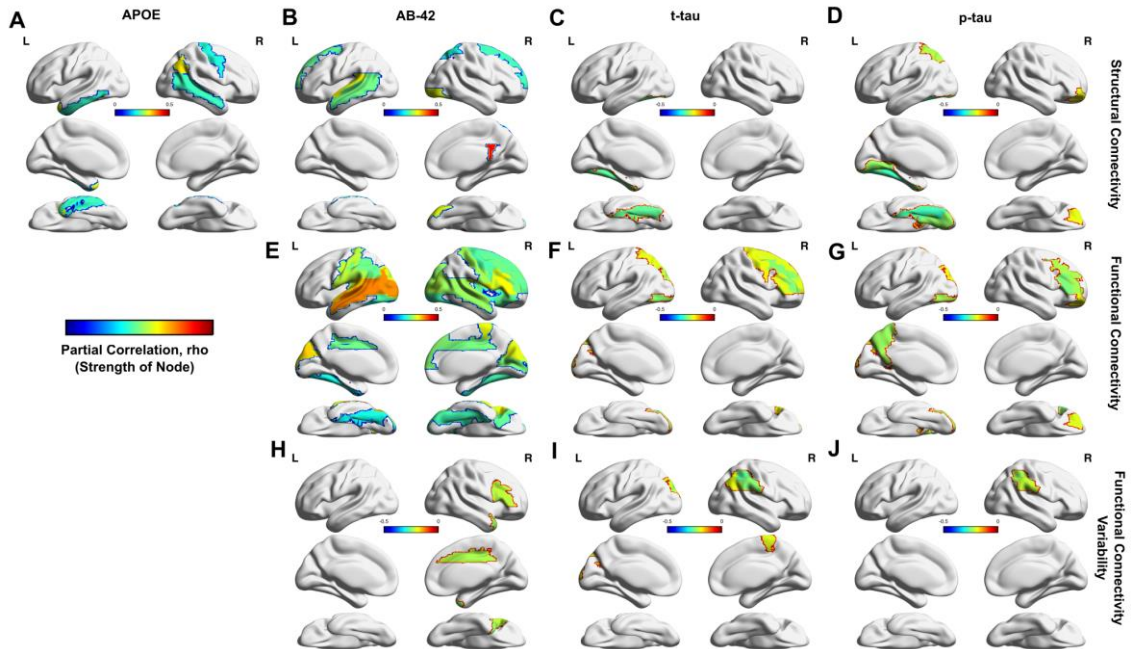 APOE
AB-42
t-tau
p-tau
A
B
C
D
L
R
L
R
L
R
L
R
0
0.5
0
0.5
-0.5
0
-0.5
0
Structural Connectivity
E
F
G
L
R
L
R
L
R
0
0.5
-0.5
0
-0.5
0
Functional Connectivity
Partial Correlation, rho
(Strength of Node)
H
I
J
L
R
L
R
L
R
-0.5
0
-0.5
0
-0.5
0
Functional Connectivity
Variability